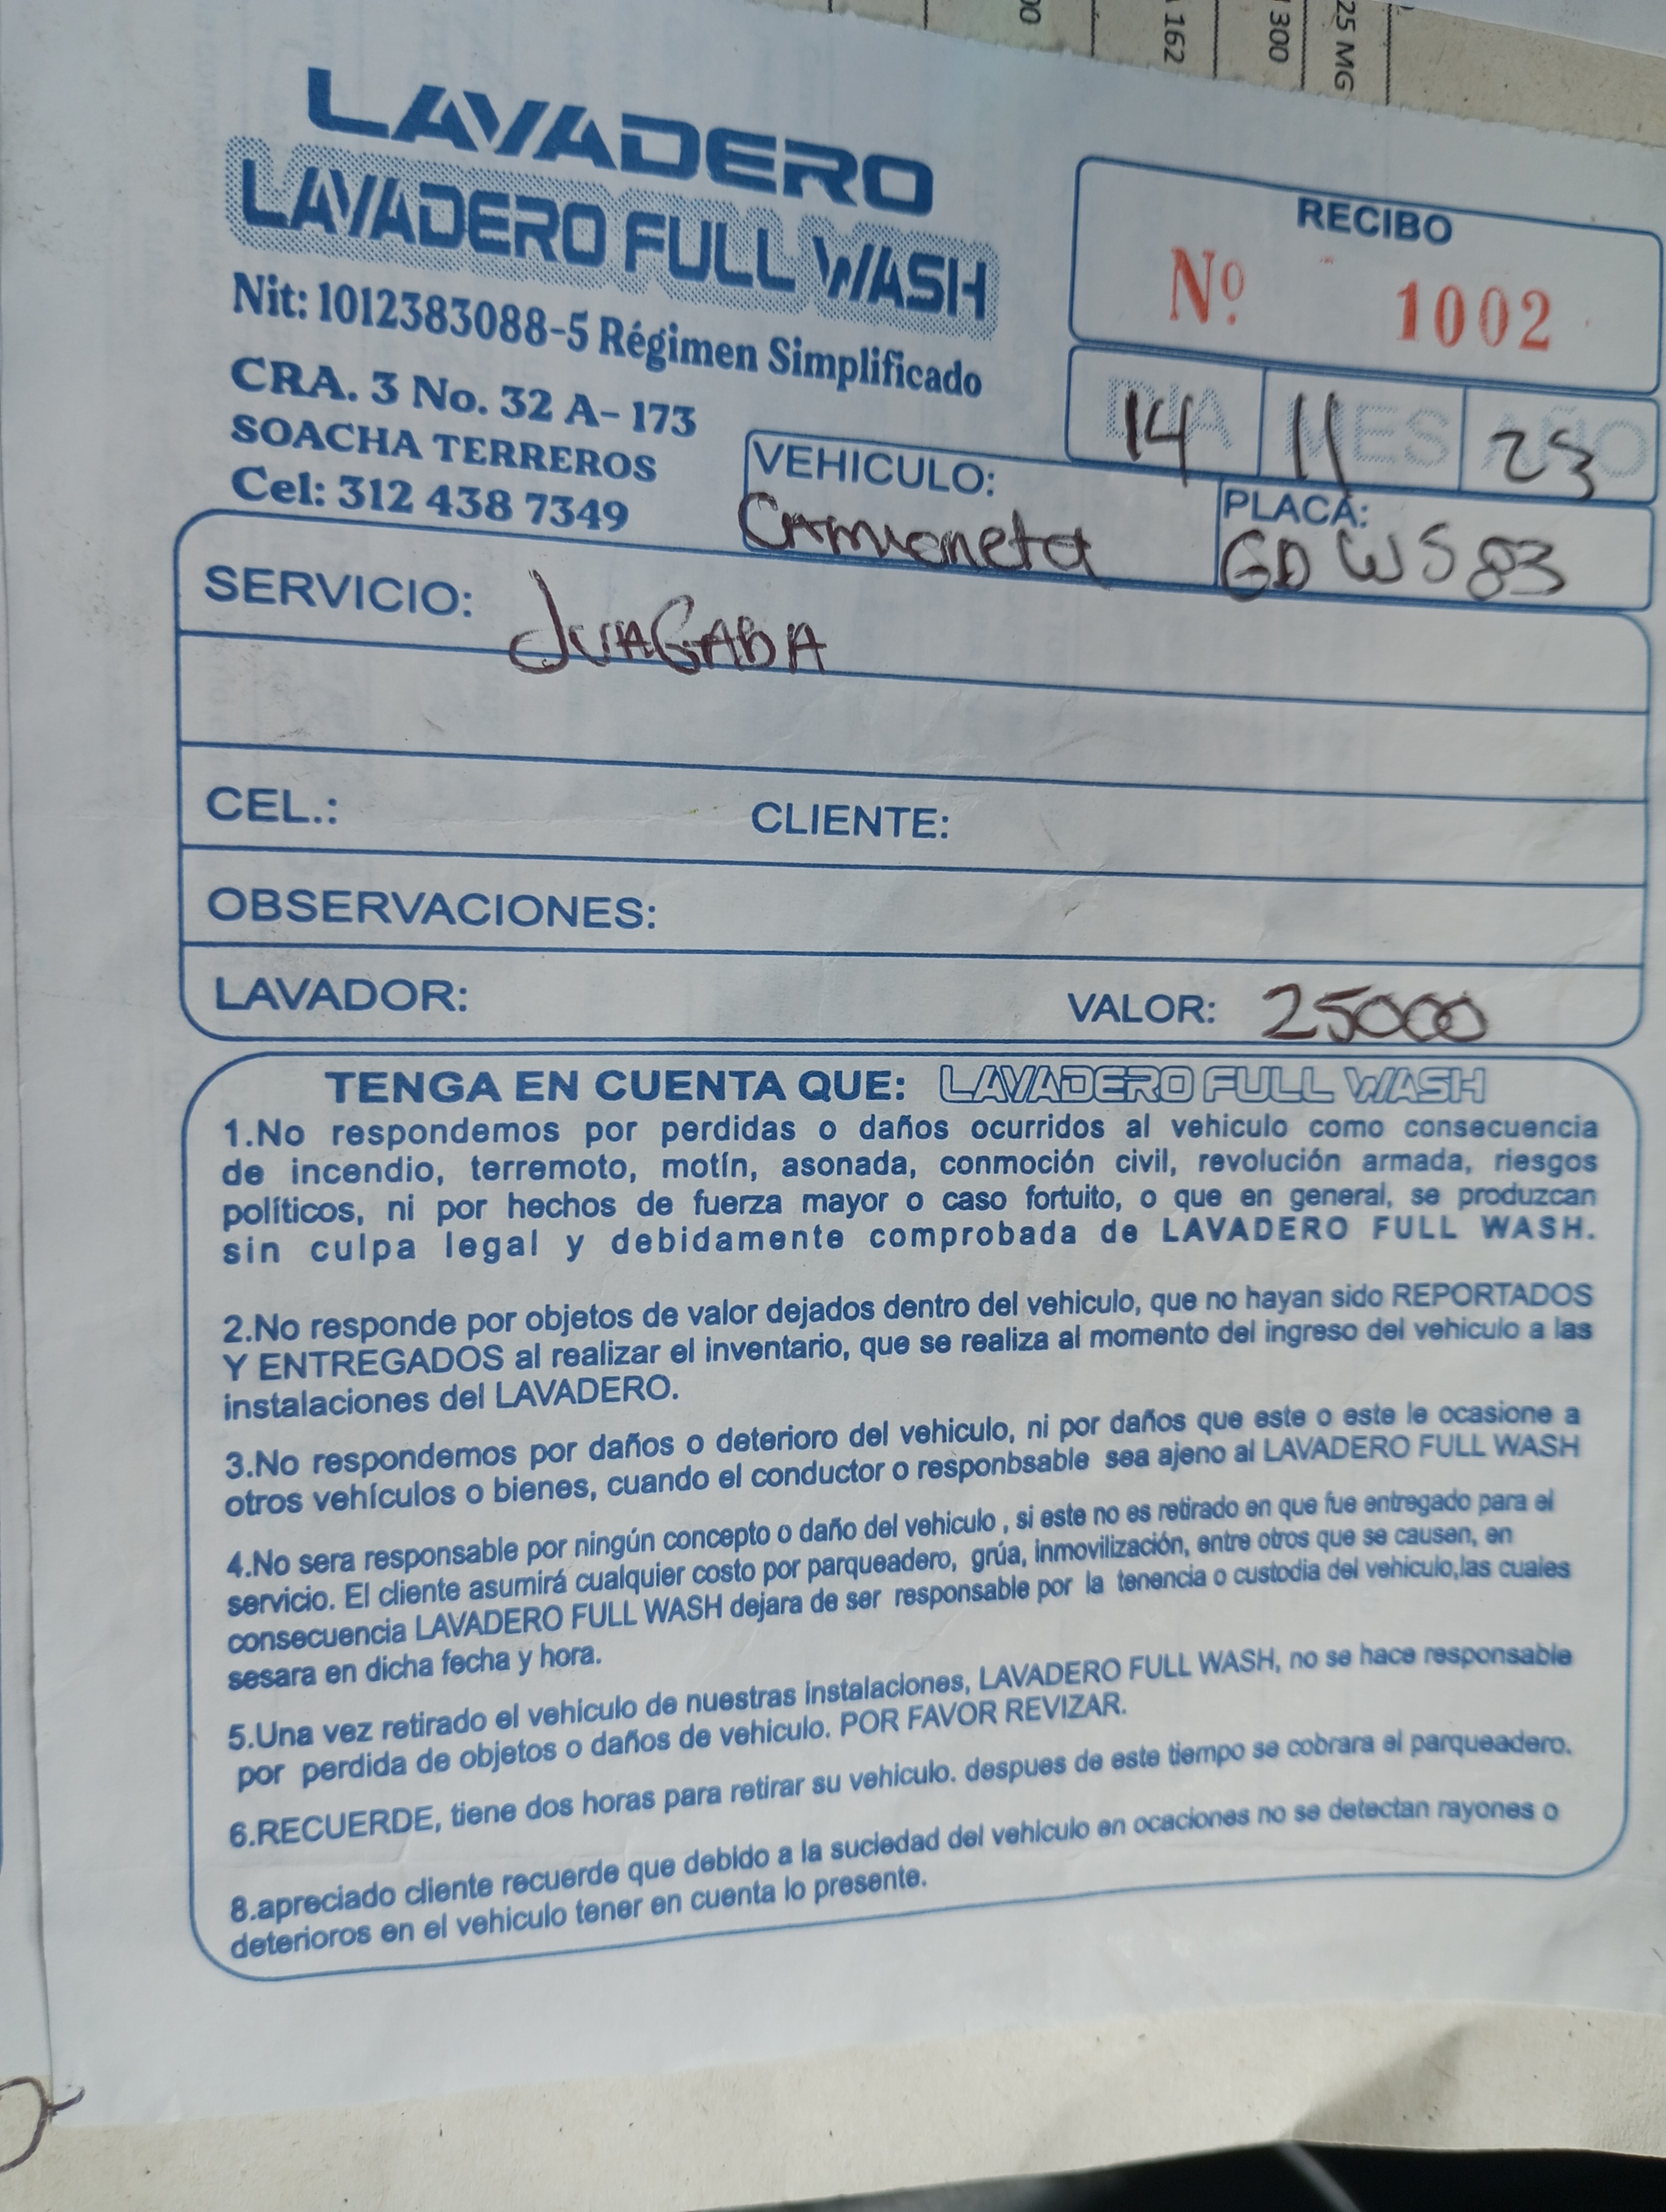 00
162
300
25 MG
LAVADERO
LAVADERO FULL WASH
Nit: 1012383088-5 Régimen Simplificado
CRA. 3 No. 32 A- 173
SOACHA TERREROS
Cel: 312 438 7349
RECIBO
Nº 1002
DIA MES AÑO
14 11 23
VEHICULO:
Camioneta
PLACA:
GDW583
SERVICIO: JuAGADA
CEL.: CLIENTE:
OBSERVACIONES:
LAVADOR: VALOR: 25000
TENGA EN CUENTA QUE: LAVADERO FULL WASH
1.No respondemos por perdidas o daños ocurridos al vehiculo como consecuencia
de incendio, terremoto, motín, asonada, conmoción civil, revolución armada, riesgos
políticos, ni por hechos de fuerza mayor o caso fortuito, o que en general, se produzcan
sin culpa legal y debidamente comprobada de LAVADERO FULL WASH.
2.No responde por objetos de valor dejados dentro del vehiculo, que no hayan sido REPORTADOS
Y ENTREGADOS al realizar el inventario, que se realiza al momento del ingreso del vehiculo a las
instalaciones del LAVADERO.
3.No respondemos por daños o deterioro del vehiculo, ni por daños que este o este le ocasione a
otros vehículos o bienes, cuando el conductor o responbsable sea ajeno al LAVADERO FULL WASH
4.No sera responsable por ningún concepto o daño del vehiculo , si este no es retirado en que fue entregado para el
servicio. El cliente asumirá cualquier costo por parqueadero, grúa, inmovilización, entre otros que se causen, en
consecuencia LAVADERO FULL WASH dejara de ser responsable por la tenencia o custodia del vehiculo,las cuales
sesara en dicha fecha y hora.
5.Una vez retirado el vehiculo de nuestras instalaciones, LAVADERO FULL WASH, no se hace responsable
por perdida de objetos o daños de vehiculo. POR FAVOR REVIZAR.
6.RECUERDE, tiene dos horas para retirar su vehiculo. despues de este tiempo se cobrara el parqueadero.
8.apreciado cliente recuerde que debido a la suciedad del vehiculo en ocaciones no se detectan rayones o
deterioros en el vehiculo tener en cuenta lo presente.